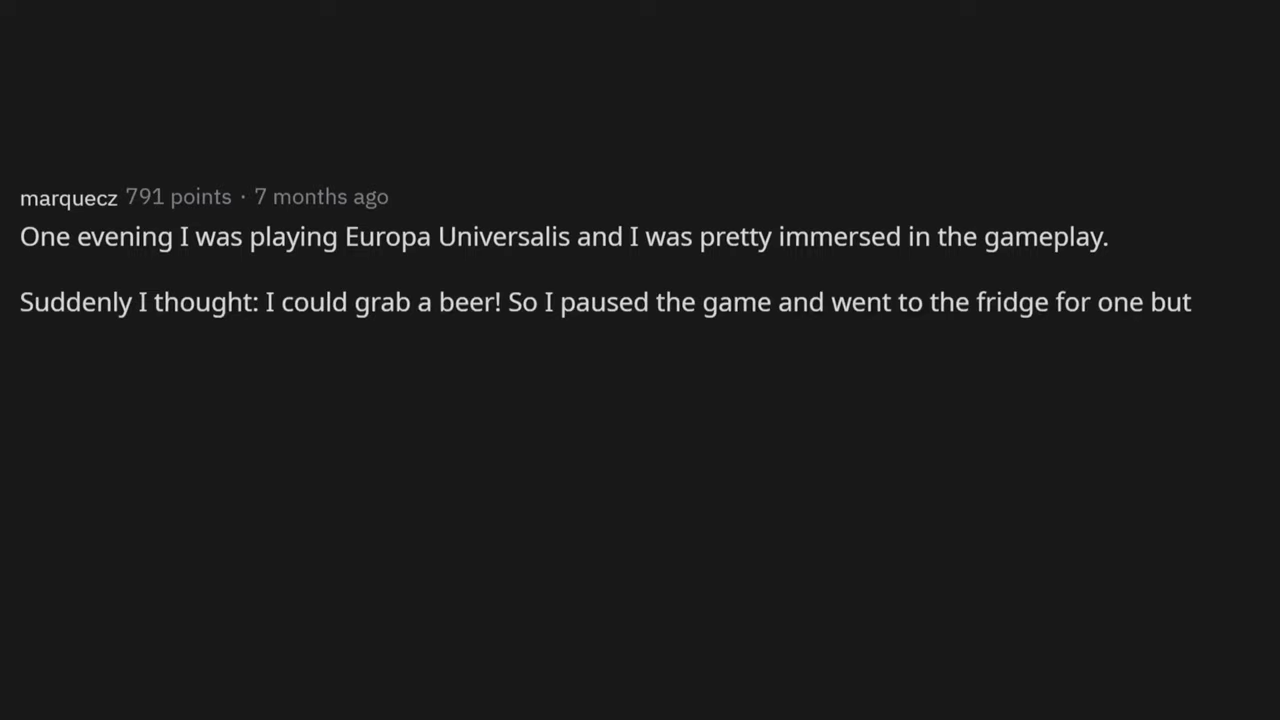 marquecz 791 points · 7 months ago
One evening I was playing Europa Universalis and I was pretty immersed in the gameplay.
Suddenly I thought: I could grab a beer! So I paused the game and went to the fridge for one but